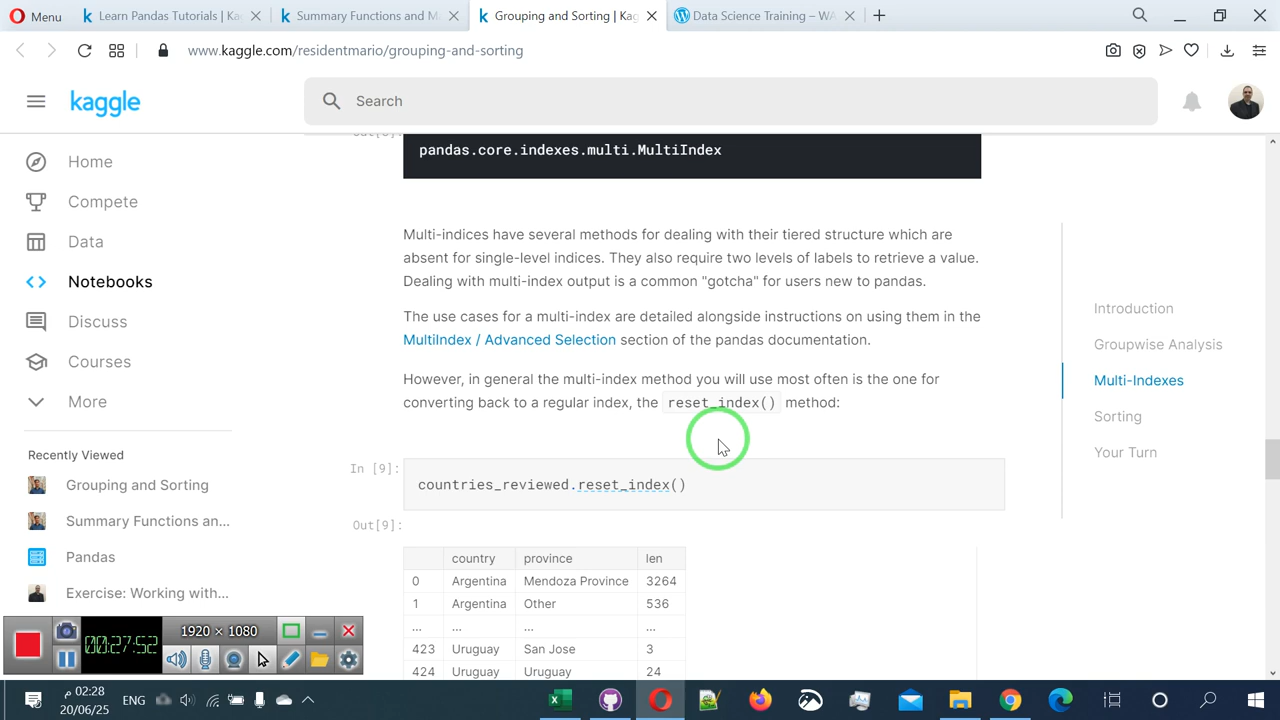 Menu
Learn Pandas Tutorials | Ka
Summary Functions and M
Grouping and Sorting | Kag
Data Science Training – WA
www.kaggle.com/residentmario/grouping-and-sorting
kaggle
Search
Home
Compete
Data
Notebooks
Discuss
Courses
More
Recently Viewed
Grouping and Sorting
Summary Functions an...
Pandas
Exercise: Working with...
pandas.core.indexes.multi.MultiIndex
Multi-indices have several methods for dealing with their tiered structure which are
absent for single-level indices. They also require two levels of labels to retrieve a value.
Dealing with multi-index output is a common "gotcha" for users new to pandas.
The use cases for a multi-index are detailed alongside instructions on using them in the
MultiIndex / Advanced Selection section of the pandas documentation.
However, in general the multi-index method you will use most often is the one for
converting back to a regular index, the reset_index() method:
In [9]:
countries_reviewed.reset_index()
Out[9]:
country province len
0 Argentina Mendoza Province 3264
1 Argentina Other 536
... ... ... ...
423 Uruguay San Jose 3
424 Uruguay Uruguay 24
Introduction
Groupwise Analysis
Multi-Indexes
Sorting
Your Turn
00:27:52
1920 × 1080
ENG
02:28 م
20/06/25